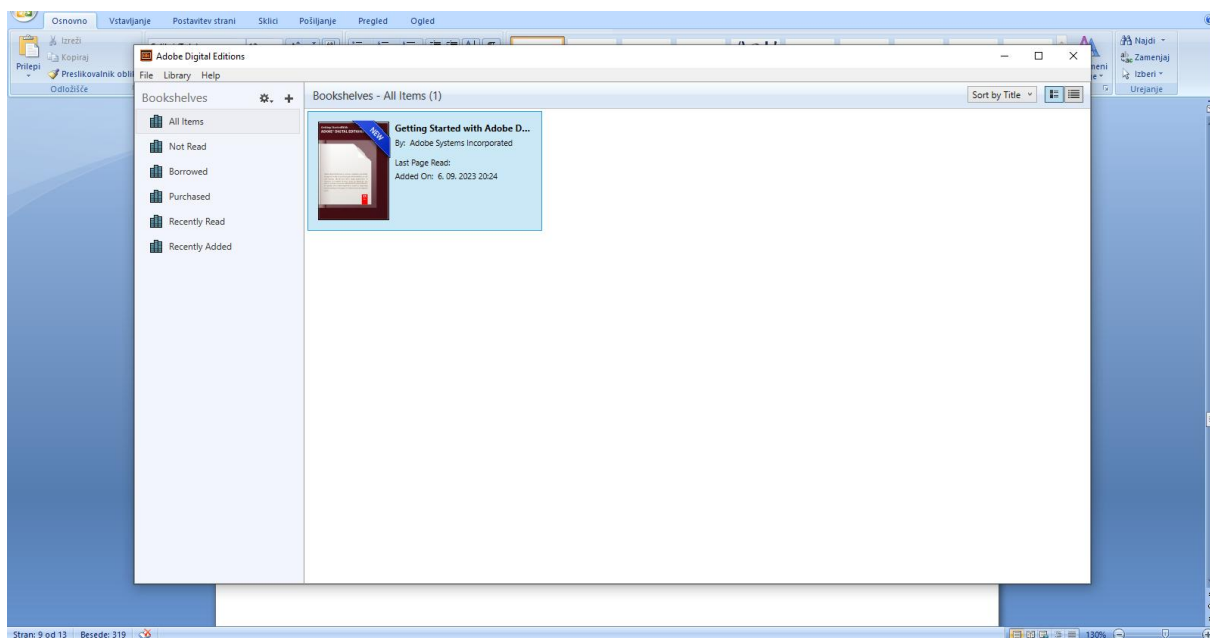 Osnovno Vstavljanje Postavitev strani Sklici Pošiljanje Pregled Ogled
Izreži
Kopiraj
Prilepi
Preslikovalnik obli
Odložišče
Najdi
Zamenjaj
Izberi
Urejanje
Adobe Digital Editions
File Library Help
Bookshelves
All Items
Not Read
Borrowed
Purchased
Recently Read
Recently Added
Bookshelves - All Items (1)
Sort by Title
NEW
Getting Started with Adobe D...
By: Adobe Systems Incorporated
Last Page Read:
Added On: 6. 09. 2023 20:24
Stran: 9 od 13 Besede: 319
130%